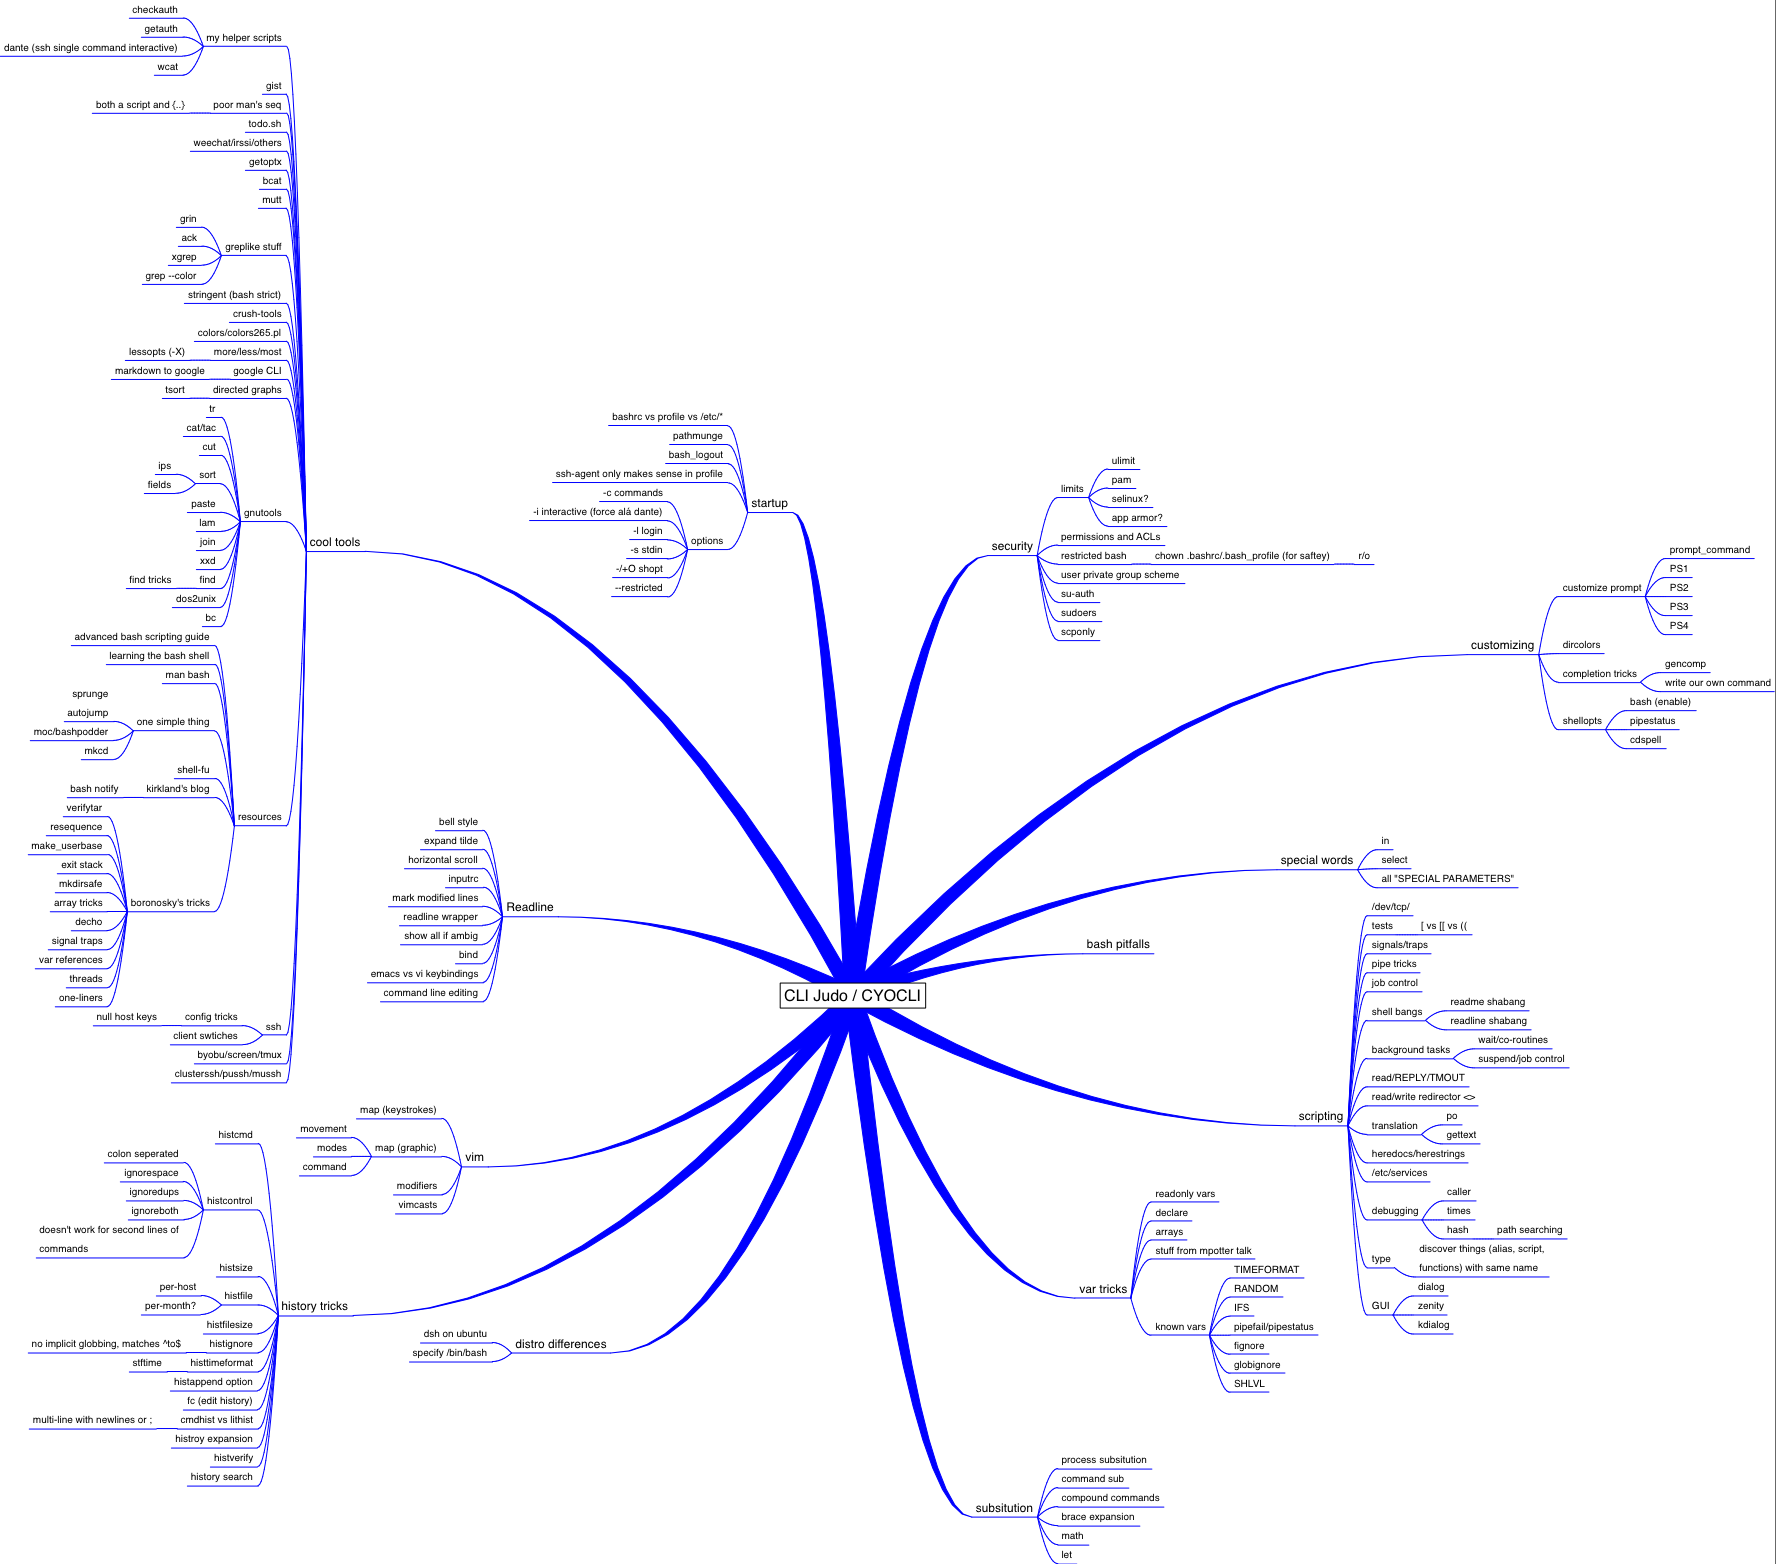 checkauth
getauth
dante (ssh single command interactive)
wcat
my helper scripts
gist
both a script and {..}
poor man's seq
todo.sh
weechat/irssi/others
getoptx
bcat
mutt
grin
ack
xgrep
grep --color
greplike stuff
stringent (bash strict)
crush-tools
colors/colors265.pl
lessopts (-X)
more/less/most
markdown to google
google CLI
tsort
directed graphs
tr
cat/tac
cut
ips
fields
sort
paste
lam
join
xxd
find tricks
find
dos2unix
bc
gnutools
cool tools
advanced bash scripting guide
learning the bash shell
man bash
sprunge
autojump
moc/bashpodder
mkcd
one simple thing
shell-fu
bash notify
kirkland's blog
verifytar
resequence
make_userbase
exit stack
mkdirsafe
array tricks
decho
signal traps
var references
threads
one-liners
boronosky's tricks
resources
null host keys
config tricks
client swtiches
ssh
byobu/screen/tmux
clusterssh/pussh/mussh
bashrc vs profile vs /etc/*
pathmunge
bash_logout
ssh-agent only makes sense in profile
-c commands
-i interactive (force alá dante)
-l login
-s stdin
-/+O shopt
--restricted
options
startup
bell style
expand tilde
horizontal scroll
inputrc
mark modified lines
readline wrapper
show all if ambig
bind
emacs vs vi keybindings
command line editing
Readline
CLI Judo / CYOCLI
map (keystrokes)
movement
modes
command
map (graphic)
modifiers
vimcasts
vim
histcmd
colon seperated
ignorespace
ignoredups
ignoreboth
doesn't work for second lines of
commands
histcontrol
histsize
per-host
per-month?
histfile
histfilesize
no implicit globbing, matches ^to$
histignore
stftime
histtimeformat
histappend option
fc (edit history)
multi-line with newlines or ;
cmdhist vs lithist
histroy expansion
histverify
history search
history tricks
dsh on ubuntu
specify /bin/bash
distro differences
security
limits
ulimit
pam
selinux?
app armor?
permissions and ACLs
restricted bash
chown .bashrc/.bash_profile (for saftey)
r/o
user private group scheme
su-auth
sudoers
scponly
customizing
customize prompt
prompt_command
PS1
PS2
PS3
PS4
dircolors
completion tricks
gencomp
write our own command
shellopts
bash (enable)
pipestatus
cdspell
special words
in
select
all "SPECIAL PARAMETERS"
bash pitfalls
scripting
/dev/tcp/
tests
[ vs [[ vs ((
signals/traps
pipe tricks
job control
shell bangs
readme shabang
readline shabang
background tasks
wait/co-routines
suspend/job control
read/REPLY/TMOUT
read/write redirector <>
translation
po
gettext
heredocs/herestrings
/etc/services
debugging
caller
times
hash
path searching
type
discover things (alias, script,
functions) with same name
GUI
dialog
zenity
kdialog
var tricks
readonly vars
declare
arrays
stuff from mpotter talk
known vars
TIMEFORMAT
RANDOM
IFS
pipefail/pipestatus
fignore
globignore
SHLVL
subsitution
process subsitution
command sub
compound commands
brace expansion
math
let